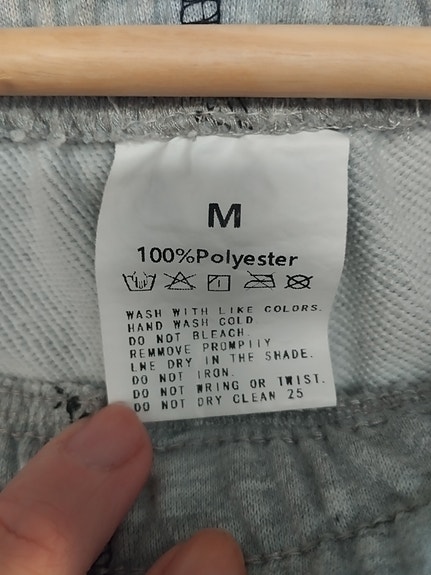 M
100%Polyester
WASH WITH LIKE COLORS.
HAND WASH COLD.
DO NOT BLEACH.
REMMOVE PROMPIIY
LNE DRY IN THE SHADE.
DO NOT IRON.
DO NOT WRING OR TWIST.
DO NOT DRY CLEAN 25